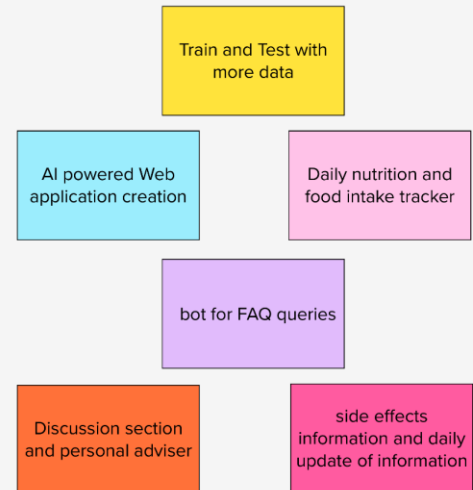 Train and Test with
more data
AI powered Web
application creation
Daily nutrition and
food intake tracker
bot for FAQ queries
Discussion section
and personal adviser
side effects
information and daily
update of information